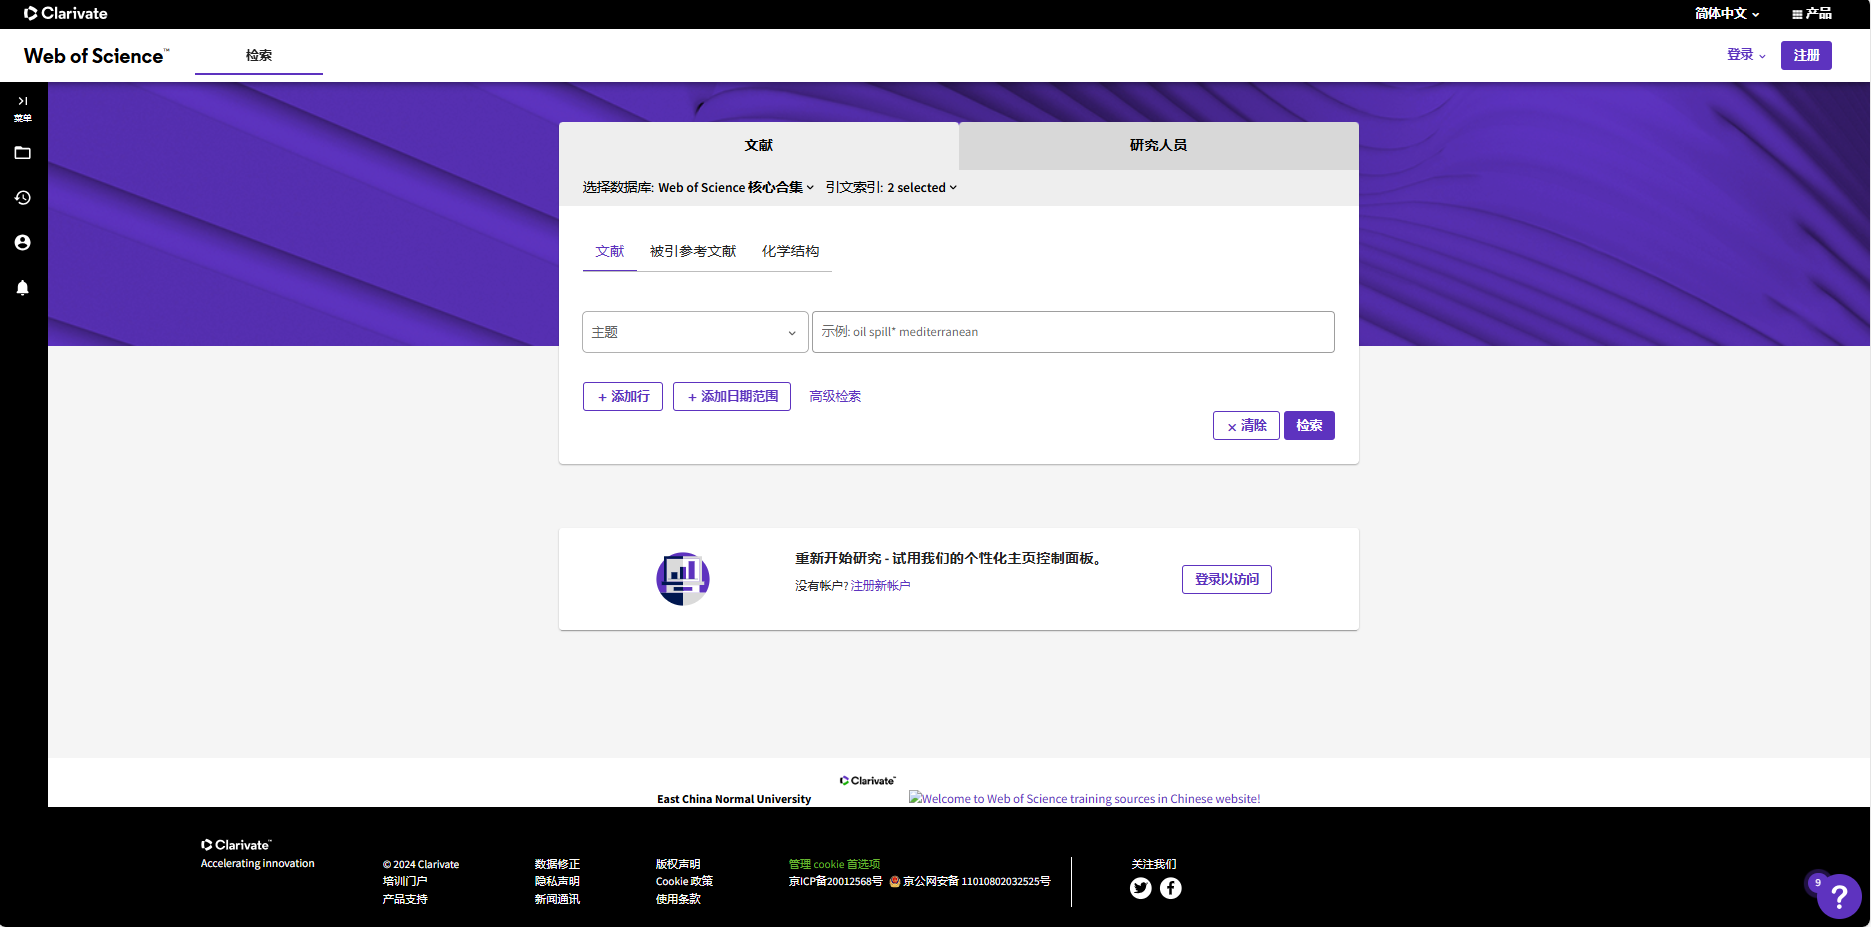 Clarivate
简体中文
产品
Web of Science™
检索
登录
注册
菜单
文献
研究人员
选择数据库: Web of Science 核心合集 引文索引: 2 selected
文献 被引参考文献 化学结构
主题
示例: oil spill* mediterranean
+ 添加行
+ 添加日期范围
高级检索
× 清除
检索
重新开始研究 - 试用我们的个性化主页控制面板。
没有帐户? 注册新帐户
登录以访问
Clarivate™
East China Normal University
Welcome to Web of Science training sources in Chinese website!
Clarivate™
Accelerating innovation
© 2024 Clarivate
培训门户
产品支持
数据修正
隐私声明
新闻通讯
版权声明
Cookie 政策
使用条款
管理 cookie 首选项
京ICP备20012568号 京公网安备 11010802032525号
关注我们
9
?